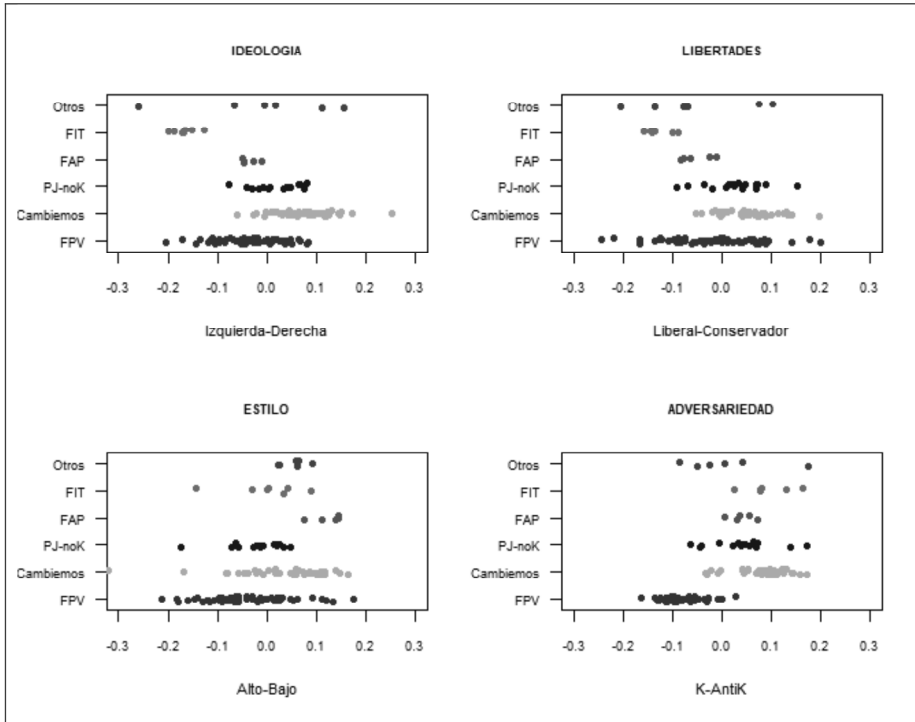 IDEOLOGIA
Otros
FIT
FAP
PJ-noK
Cambiemos
FPV
-0.3 -0.2 -0.1 0.0 0.1 0.2 0.3
Izquierda-Derecha
LIBERTADES
Otros
FIT
FAP
PJ-noK
Cambiemos
FPV
-0.3 -0.2 -0.1 0.0 0.1 0.2 0.3
Liberal-Conservador
ESTILO
Otros
FIT
FAP
PJ-noK
Cambiemos
FPV
-0.3 -0.2 -0.1 0.0 0.1 0.2 0.3
Alto-Bajo
ADVERSARIEDAD
Otros
FIT
FAP
PJ-noK
Cambiemos
FPV
-0.3 -0.2 -0.1 0.0 0.1 0.2 0.3
K-AntiK